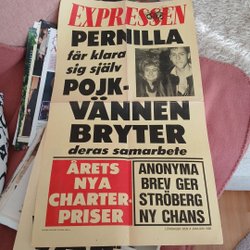 EXPRESSEN
PERNILLA
får klara
sig själv
POJK-
VÄNNEN
BRYTER
deras samarbete
ÅRETS
NYA
CHARTER-
PRISER
ANONYMA
BREV GER
STRÖBERG
NY CHANS